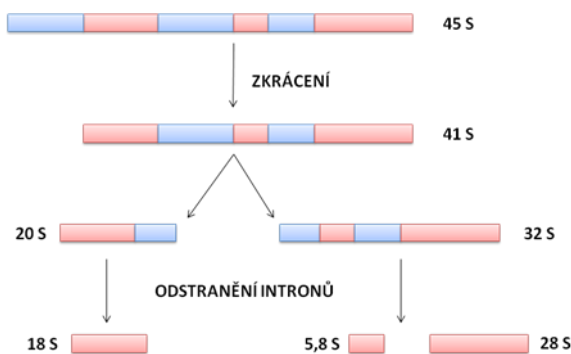 45 S
ZKRÁCENÍ
41 S
20 S
32 S
ODSTRANĚNÍ INTRONŮ
18 S
5,8 S
28 S